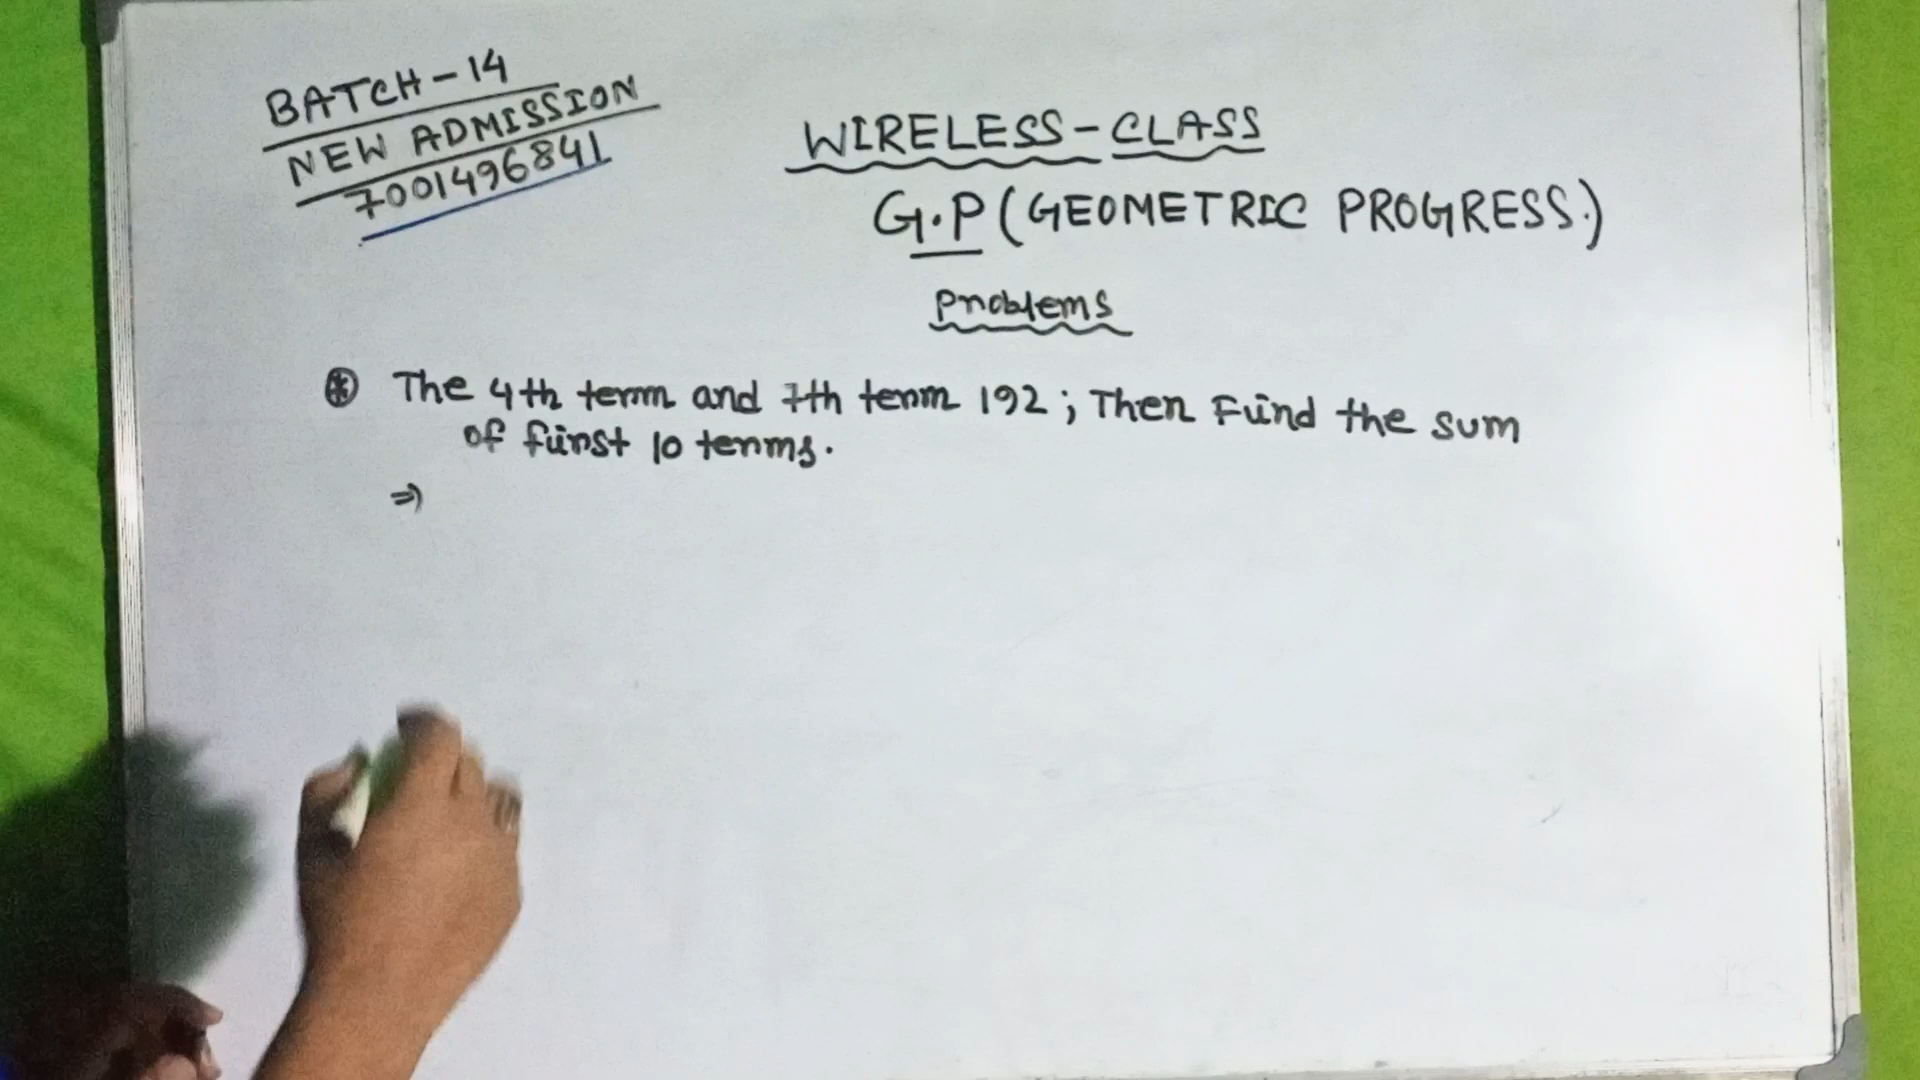 BATCH-14
NEW ADMISSION
7001496841
WIRELESS-CLASS
G.P (GEOMETRIC PROGRESS.)
Problems
The 4th term and 7th term 192; Then Find the sum
of first 10 terms.
⇒